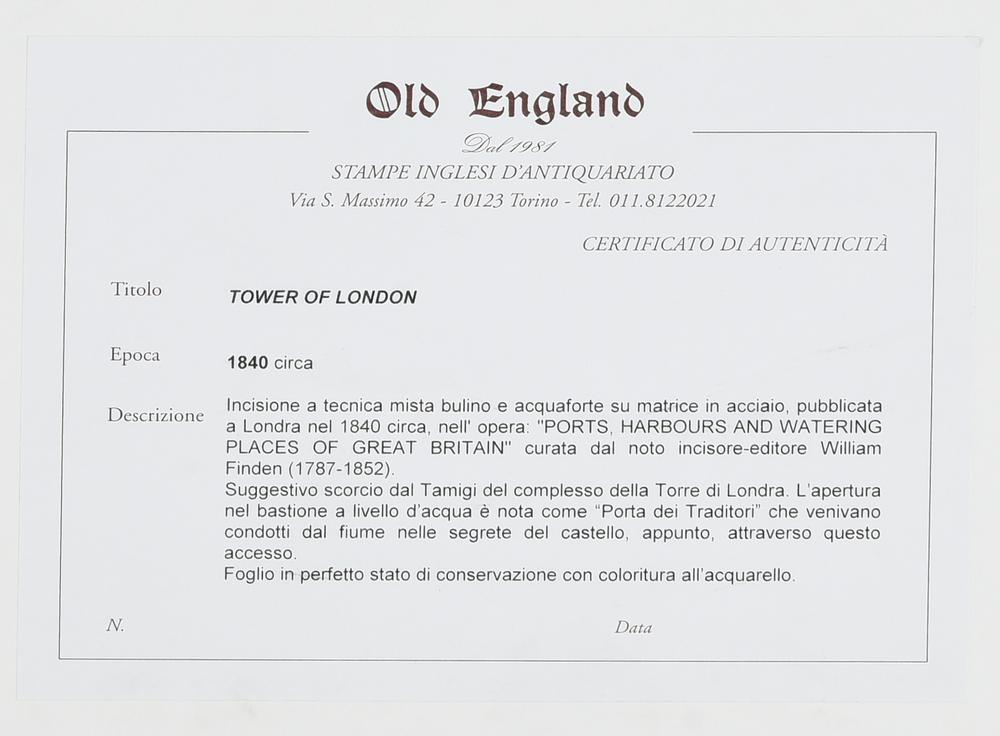 Old England
Dal 1981
STAMPE INGLESI D'ANTIQUARIATO
Via S. Massimo 42 - 10123 Torino - Tel. 011.8122021
CERTIFICATO DI AUTENTICITÀ
Titolo TOWER OF LONDON
Epoca 1840 circa
Descrizione Incisione a tecnica mista bulino e acquaforte su matrice in acciaio, pubblicata
a Londra nel 1840 circa, nell' opera: "PORTS, HARBOURS AND WATERING
PLACES OF GREAT BRITAIN" curata dal noto incisore-editore William
Finden (1787-1852).
Suggestivo scorcio dal Tamigi del complesso della Torre di Londra. L'apertura
nel bastione a livello d'acqua è nota come “Porta dei Traditori” che venivano
condotti dal fiume nelle segrete del castello, appunto, attraverso questo
accesso.
Foglio in perfetto stato di conservazione con coloritura all'acquarello.
N. Data